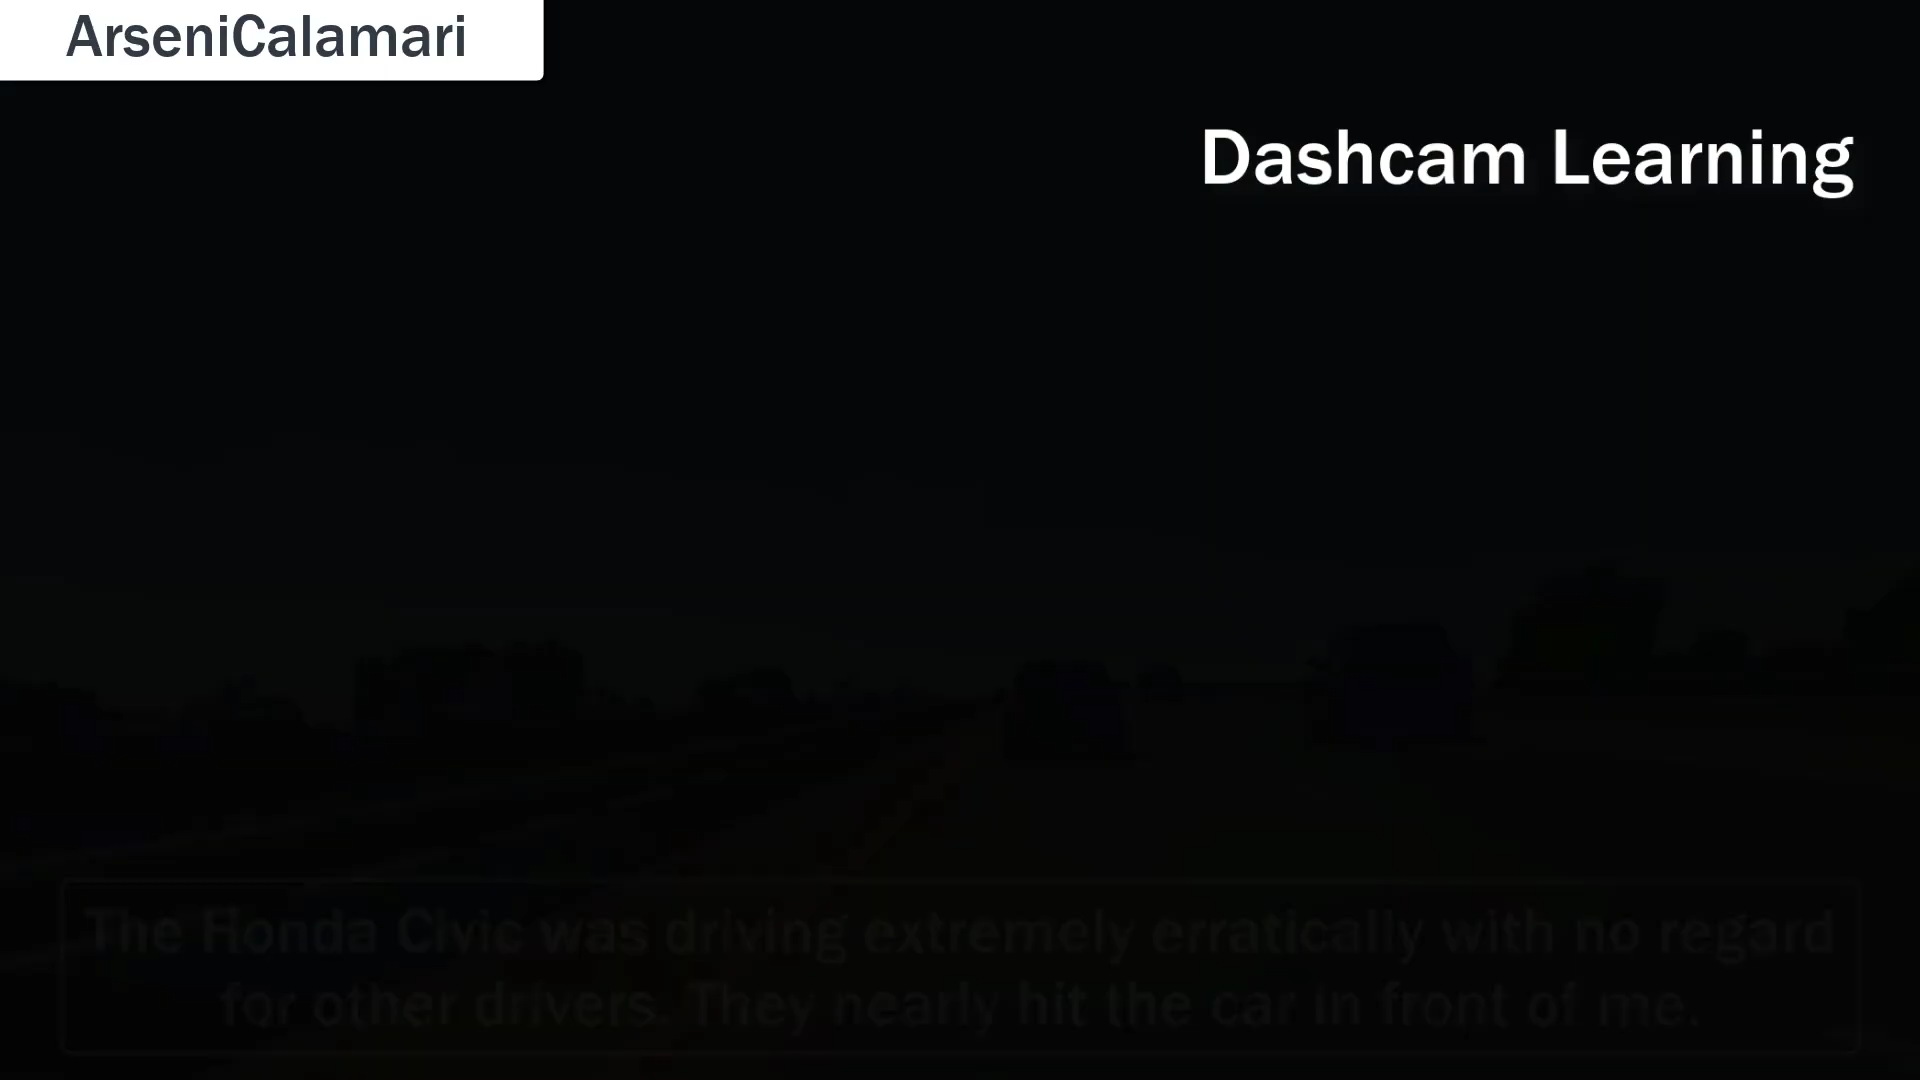 ArseniCalamari
Dashcam Learning
The Honda Civic was driving extremely erratically with no regard
for other drivers. They nearly hit the car in front of me.